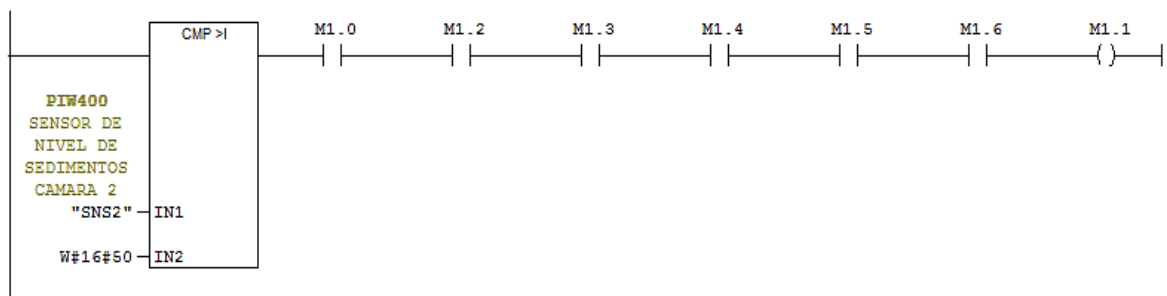 CMP >I
M1.0 M1.2 M1.3 M1.4 M1.5 M1.6 M1.1
PIW400
SENSOR DE
NIVEL DE
SEDIMENTOS
CAMARA 2
"SNS2" IN1
W#16#50 IN2